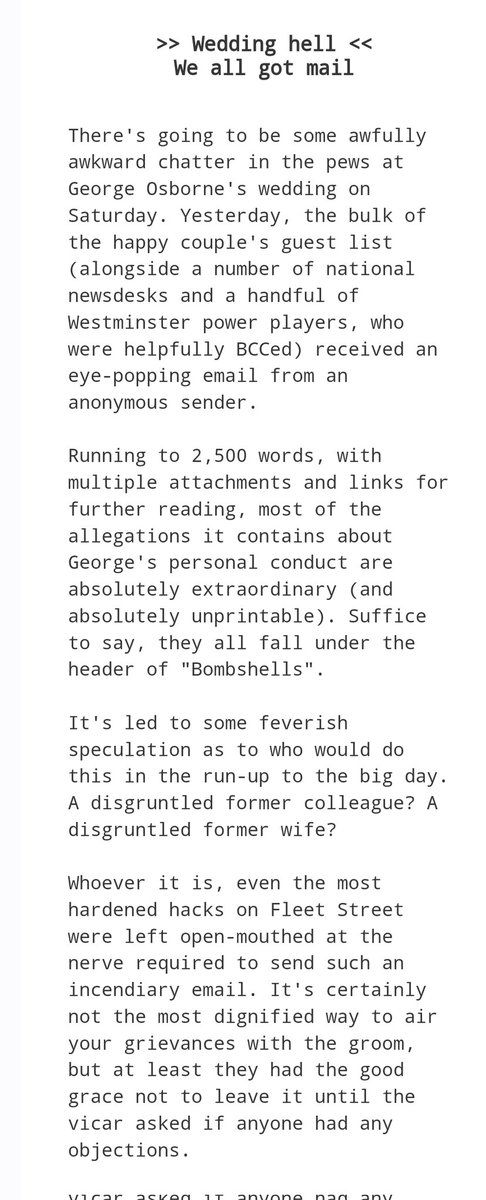 >> Wedding hell <<
We all got mail
There's going to be some awfully
awkward chatter in the pews at
George Osborne's wedding on
Saturday. Yesterday, the bulk of
the happy couple's guest list
(alongside a number of national
newsdesks and a handful of
Westminster power players, who
were helpfully BCCed) received an
eye-popping email from an
anonymous sender.
Running to 2,500 words, with
multiple attachments and links for
further reading, most of the
allegations it contains about
George's personal conduct are
absolutely extraordinary (and
absolutely unprintable). Suffice
to say, they all fall under the
header of "Bombshells".
It's led to some feverish
speculation as to who would do
this in the run-up to the big day.
A disgruntled former colleague? A
disgruntled former wife?
Whoever it is, even the most
hardened hacks on Fleet Street
were left open-mouthed at the
nerve required to send such an
incendiary email. It's certainly
not the most dignified way to air
your grievances with the groom,
but at least they had the good
grace not to leave it until the
vicar asked if anyone had any
objections.
vicar asked if anyone had any